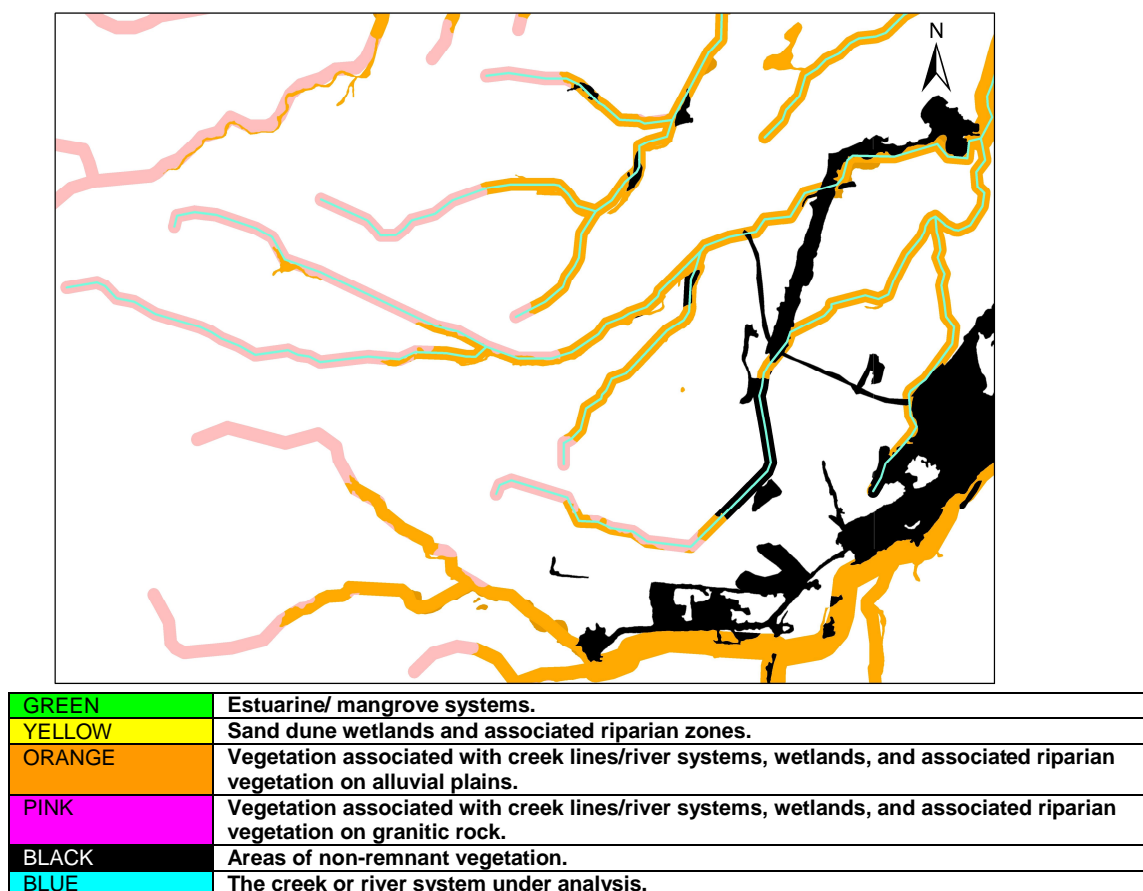 N
GREEN Estuarine/ mangrove systems.
YELLOW Sand dune wetlands and associated riparian zones.
ORANGE Vegetation associated with creek lines/river systems, wetlands, and associated riparian
vegetation on alluvial plains.
PINK Vegetation associated with creek lines/river systems, wetlands, and associated riparian
vegetation on granitic rock.
BLACK Areas of non-remnant vegetation.
BLUE The creek or river system under analysis.